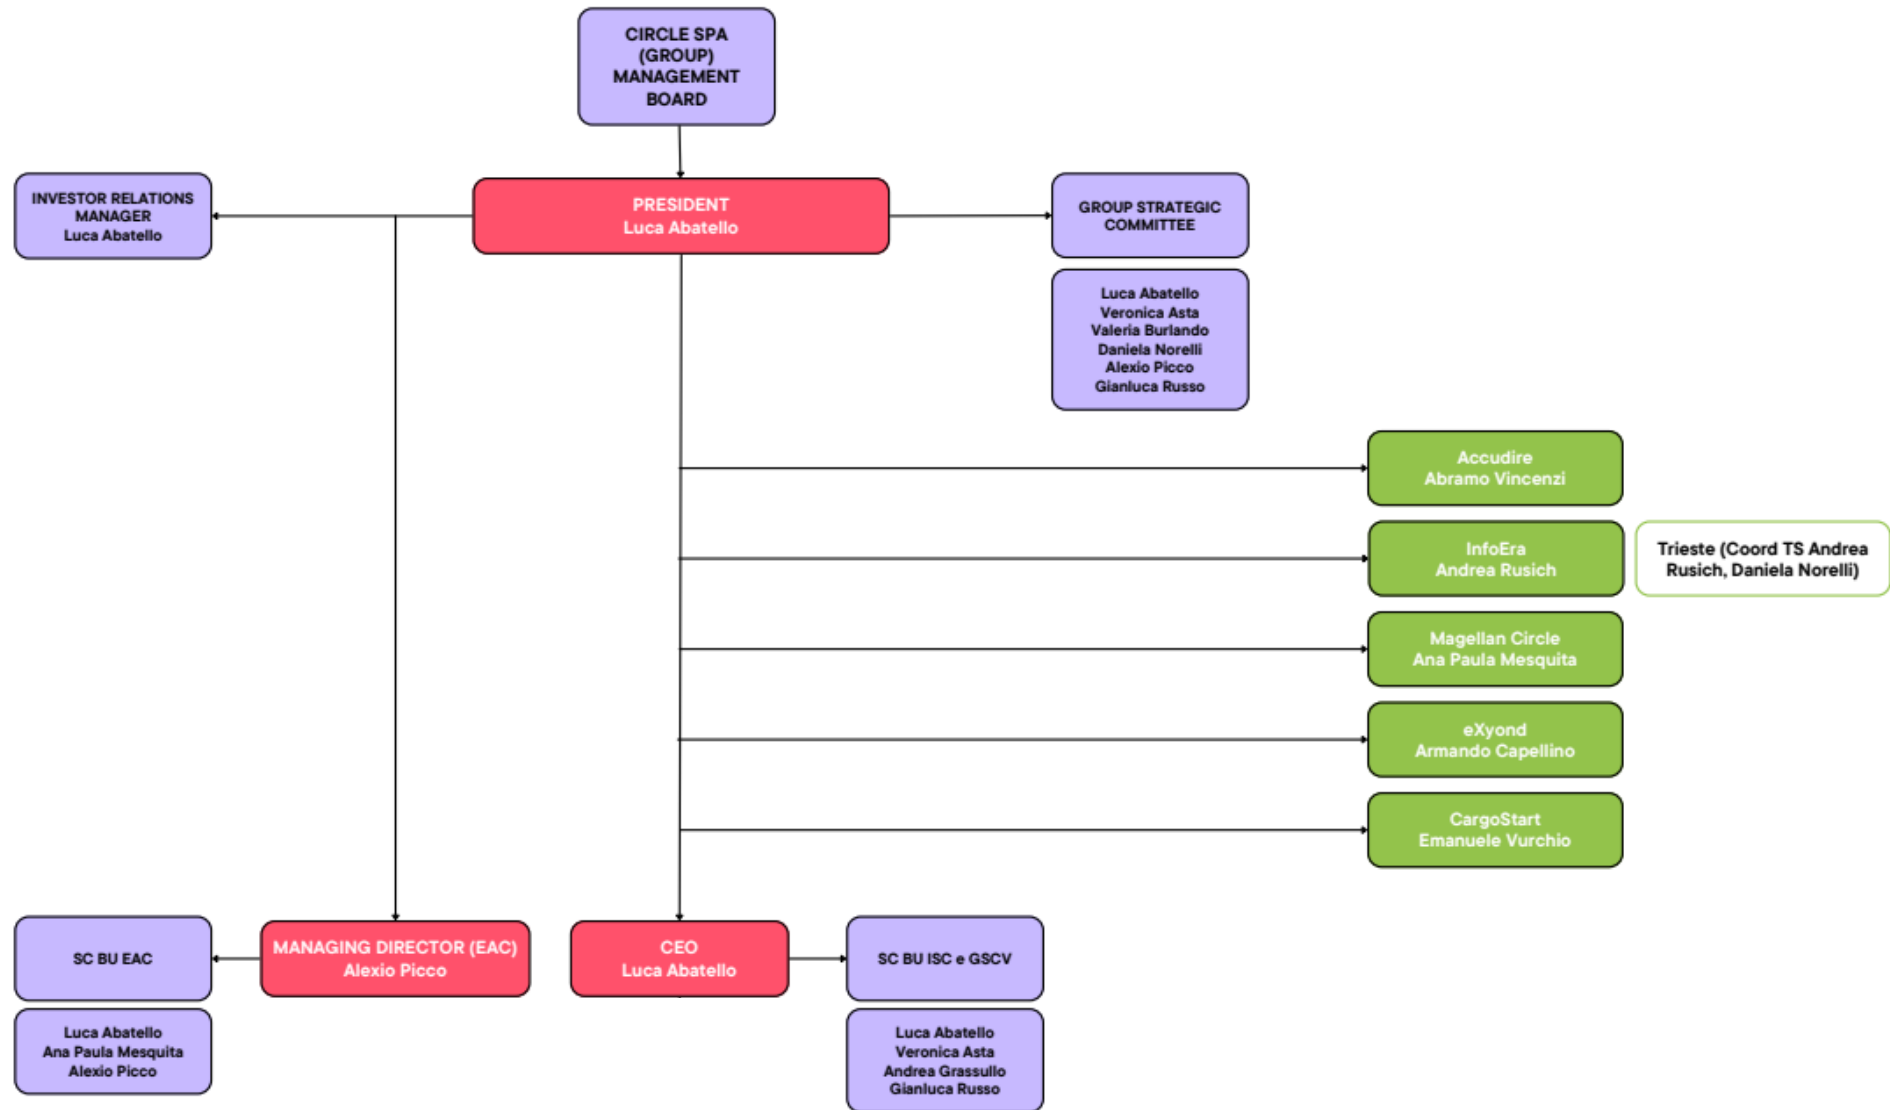 CIRCLE SPA
(GROUP)
MANAGEMENT
BOARD
INVESTOR RELATIONS
MANAGER
Luca Abatello
PRESIDENT
Luca Abatello
GROUP STRATEGIC
COMMITTEE
Luca Abatello
Veronica Asta
Valeria Burlando
Daniela Norelli
Alexio Picco
Gianluca Russo
Accudire
Abramo Vincenzi
InfoEra
Andrea Rusich
Trieste (Coord TS Andrea
Rusich, Daniela Norelli)
Magellan Circle
Ana Paula Mesquita
eXyond
Armando Capellino
CargoStart
Emanuele Vurchio
SC BU EAC
Luca Abatello
Ana Paula Mesquita
Alexio Picco
MANAGING DIRECTOR (EAC)
Alexio Picco
CEO
Luca Abatello
SC BU ISC e GSCV
Luca Abatello
Veronica Asta
Andrea Grassullo
Gianluca Russo